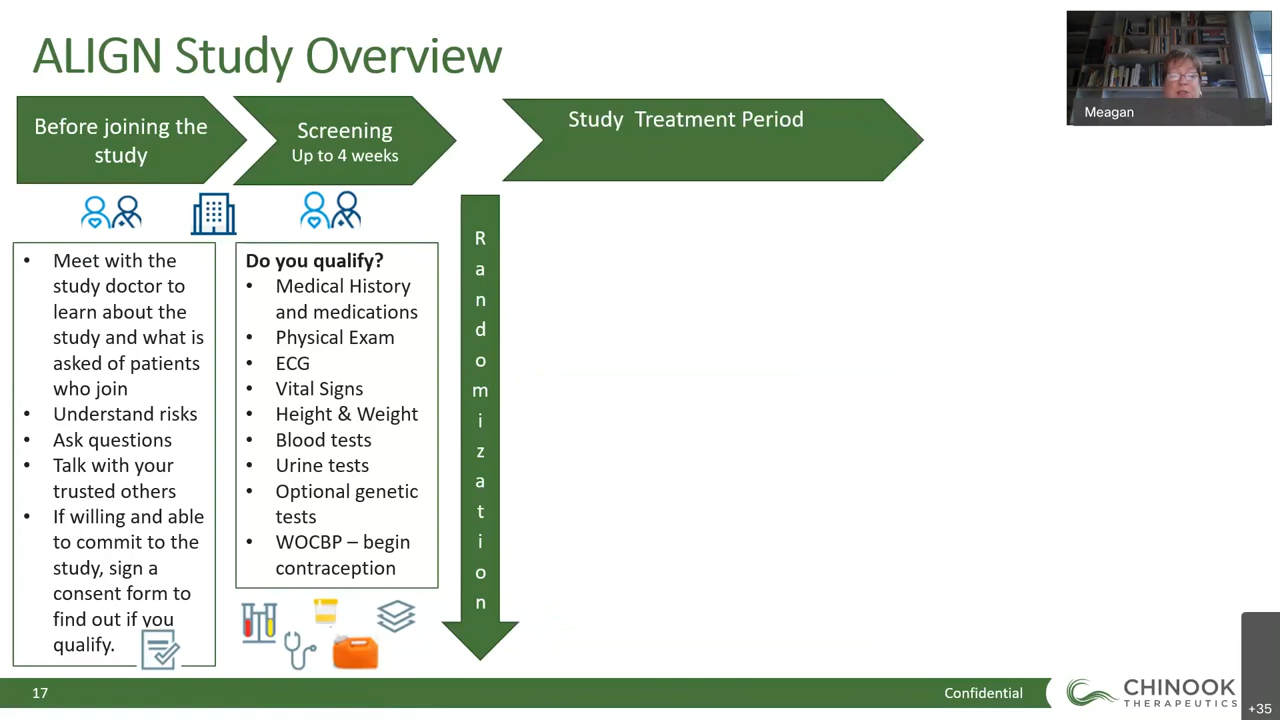 ALIGN Study Overview
Meagan
Before joining the
study
Screening
Up to 4 weeks
Study Treatment Period
• Meet with the
study doctor to
learn about the
study and what is
asked of patients
who join
• Understand risks
• Ask questions
• Talk with your
trusted others
• If willing and able
to commit to the
study, sign a
consent form to
find out if you
qualify.
Do you qualify?
• Medical History
and medications
• Physical Exam
• ECG
• Vital Signs
• Height & Weight
• Blood tests
• Urine tests
• Optional genetic
tests
• WOCBP – begin
contraception
Randomization
17
Confidential
CHINOOK
THERAPEUTICS
+35